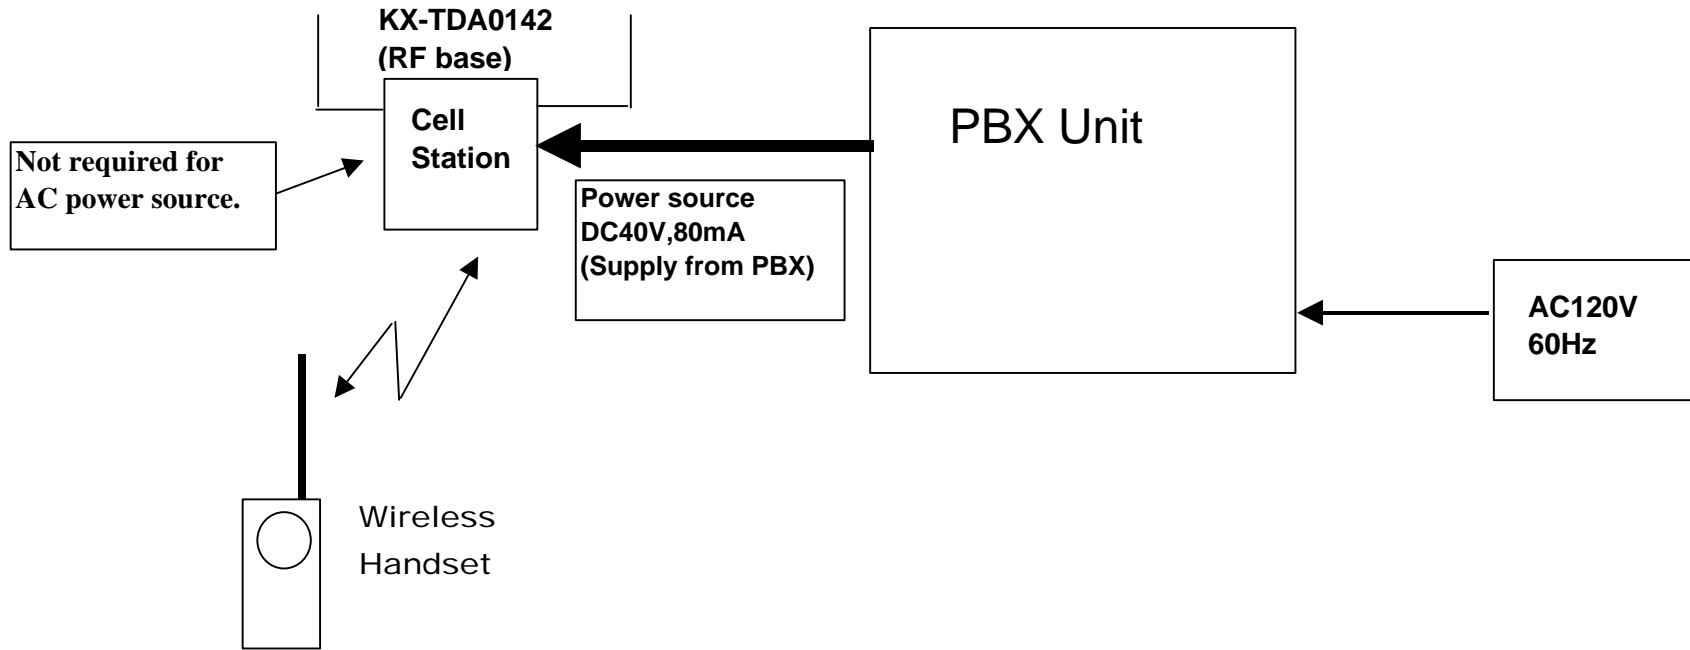 KX-TDA0142
(RF base)
Cell
Station
PBX Unit
Not required for
AC power source.
Power source
DC40V,80mA
(Supply from PBX)
AC120V
60Hz
Wireless
Handset